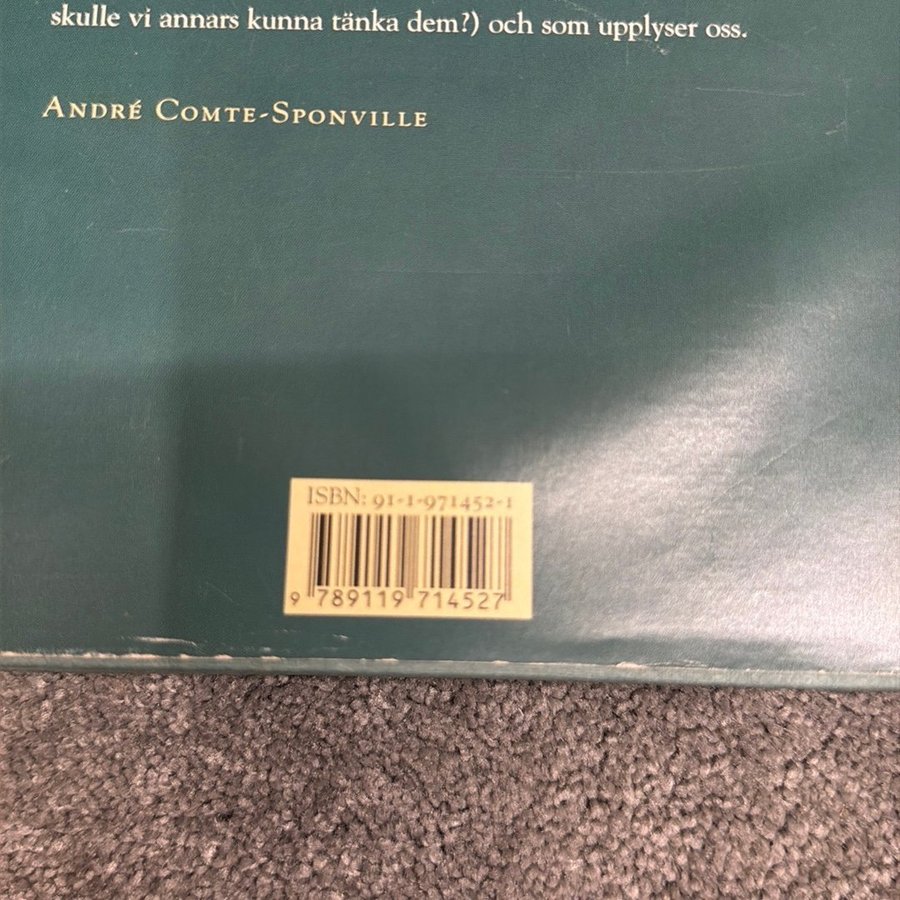 skulle vi annars kunna tänka dem?) och som upplyser oss.
ANDRÉ COMTE-SPONVILLE
ISBN: 91-1-971452-1
9 789119 714527